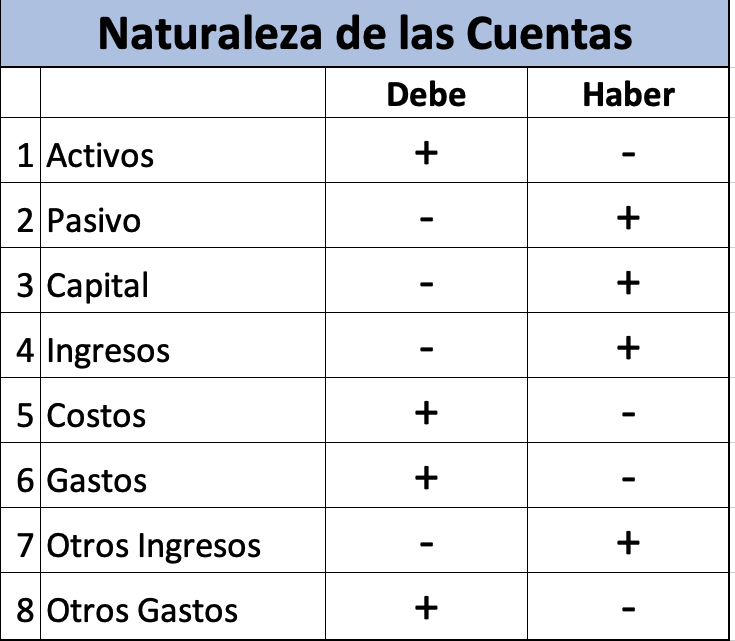 Naturaleza de las Cuentas
Debe Haber
1 Activos + -
2 Pasivo - +
3 Capital - +
4 Ingresos - +
5 Costos + -
6 Gastos + -
7 Otros Ingresos - +
8 Otros Gastos + -